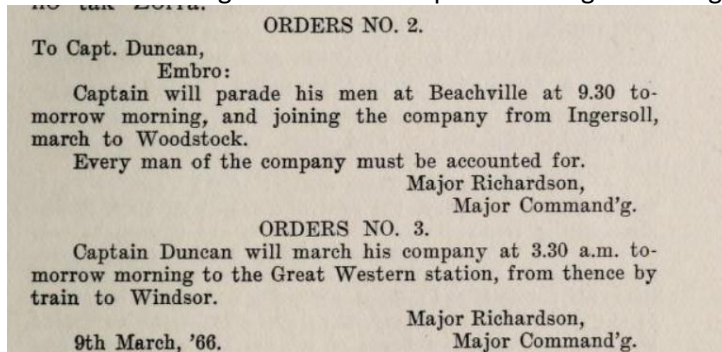 ORDERS NO. 2.
To Capt. Duncan,
Embro:
Captain will parade his men at Beachville at 9.30 to-
morrow morning, and joining the company from Ingersoll,
march to Woodstock.
Every man of the company must be accounted for.
Major Richardson,
Major Command'g.
ORDERS NO. 3.
Captain Duncan will march his company at 3.30 a.m. to-
morrow morning to the Great Western station, from thence by
train to Windsor.
Major Richardson,
9th March, '66. Major Command'g.